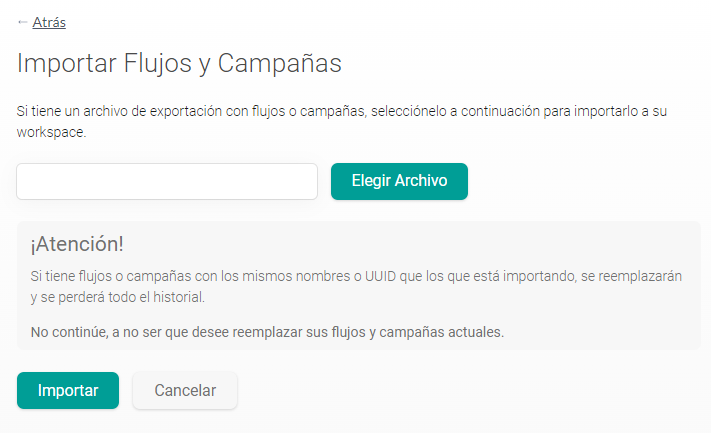 ← Atrás
Importar Flujos y Campañas
Si tiene un archivo de exportación con flujos o campañas, selecciónelo a continuación para importarlo a su
workspace.
Elegir Archivo
¡Atención!
Si tiene flujos o campañas con los mismos nombres o UUID que los que está importando, se reemplazarán
y se perderá todo el historial.
No continúe, a no ser que desee reemplazar sus flujos y campañas actuales.
Importar Cancelar